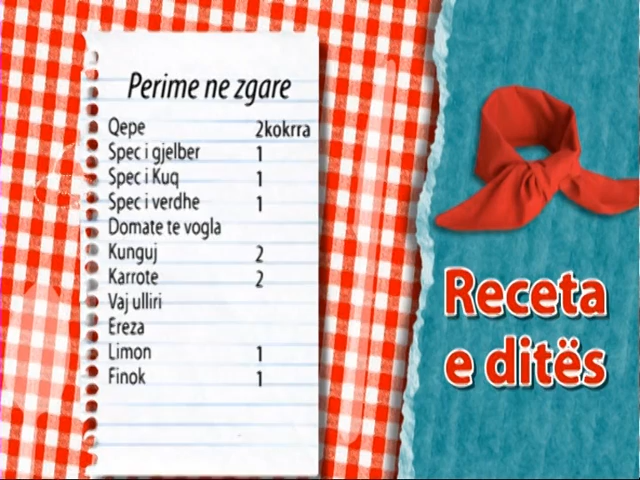 Perime ne zgare
Qepe 2kokrra
Spec i gjelber 1
Spec i Kuq 1
Spec i verdhe 1
Domate te vogla
Kunguj 2
Karrote 2
Vaj ulliri
Ereza
Limon 1
Finok 1
Receta
e ditës